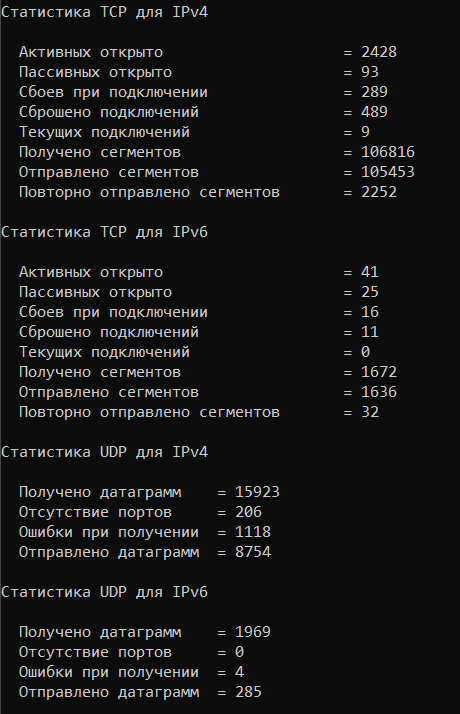 Статистика TCP для IPv4
Активных открыто = 2428
Пассивных открыто = 93
Сбоев при подключении = 289
Сброшено подключений = 489
Текущих подключений = 9
Получено сегментов = 106816
Отправлено сегментов = 105453
Повторно отправлено сегментов = 2252
Статистика TCP для IPv6
Активных открыто = 41
Пассивных открыто = 25
Сбоев при подключении = 16
Сброшено подключений = 11
Текущих подключений = 0
Получено сегментов = 1672
Отправлено сегментов = 1636
Повторно отправлено сегментов = 32
Статистика UDP для IPv4
Получено датаграмм = 15923
Отсутствие портов = 206
Ошибки при получении = 1118
Отправлено датаграмм = 8754
Статистика UDP для IPv6
Получено датаграмм = 1969
Отсутствие портов = 0
Ошибки при получении = 4
Отправлено датаграмм = 285